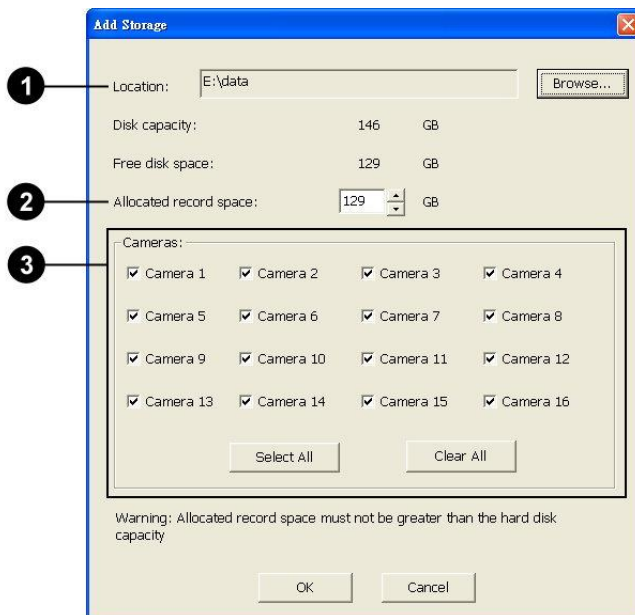 Add Storage
1 Location: E:\data Browse...
Disk capacity: 146 GB
Free disk space: 129 GB
2 Allocated record space: 129 GB
3 Cameras:
Camera 1 Camera 2 Camera 3 Camera 4
Camera 5 Camera 6 Camera 7 Camera 8
Camera 9 Camera 10 Camera 11 Camera 12
Camera 13 Camera 14 Camera 15 Camera 16
Select All Clear All
Warning: Allocated record space must not be greater than the hard disk
capacity
OK Cancel